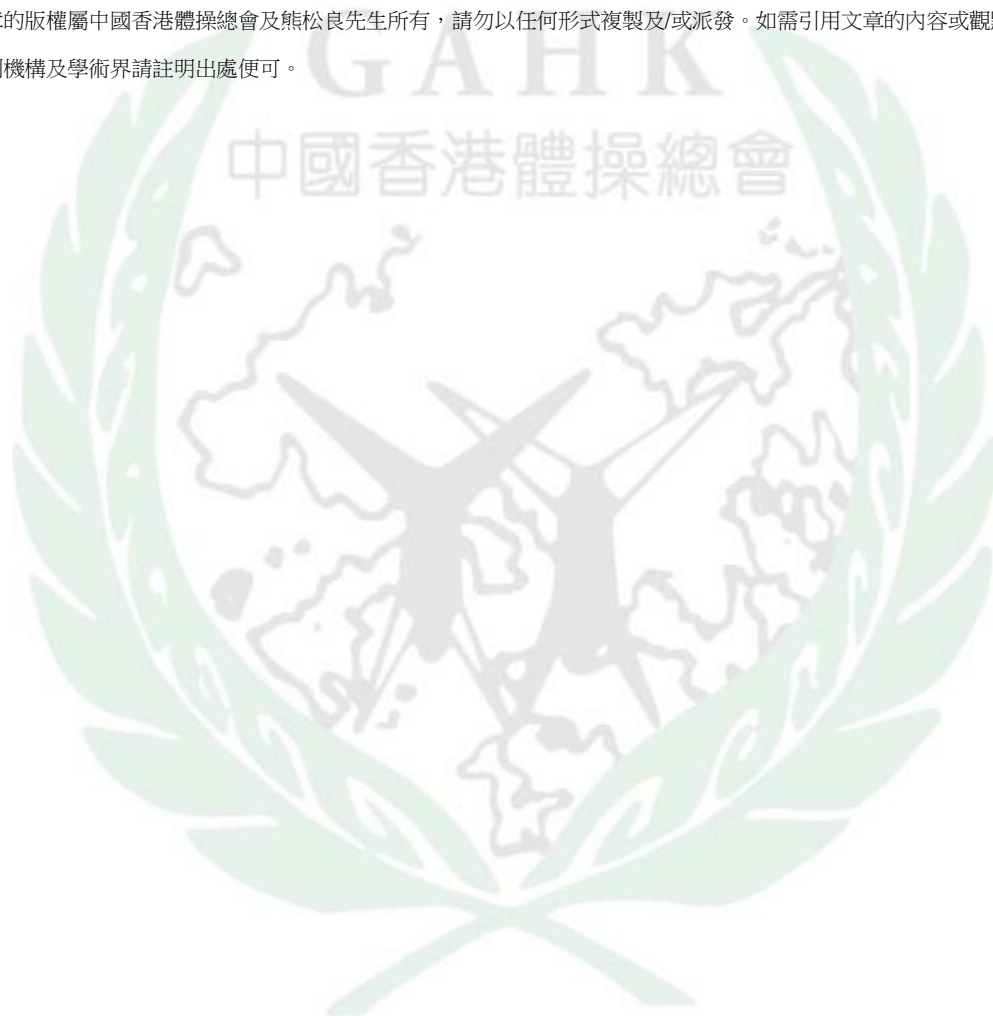 的版權屬中國香港體操總會及熊松良先生所有，請勿以任何形式複製及/或派發。如需引用文章的內容或觀
機構及學術界請註明出處便可。
GAHK
中國香港體操總會